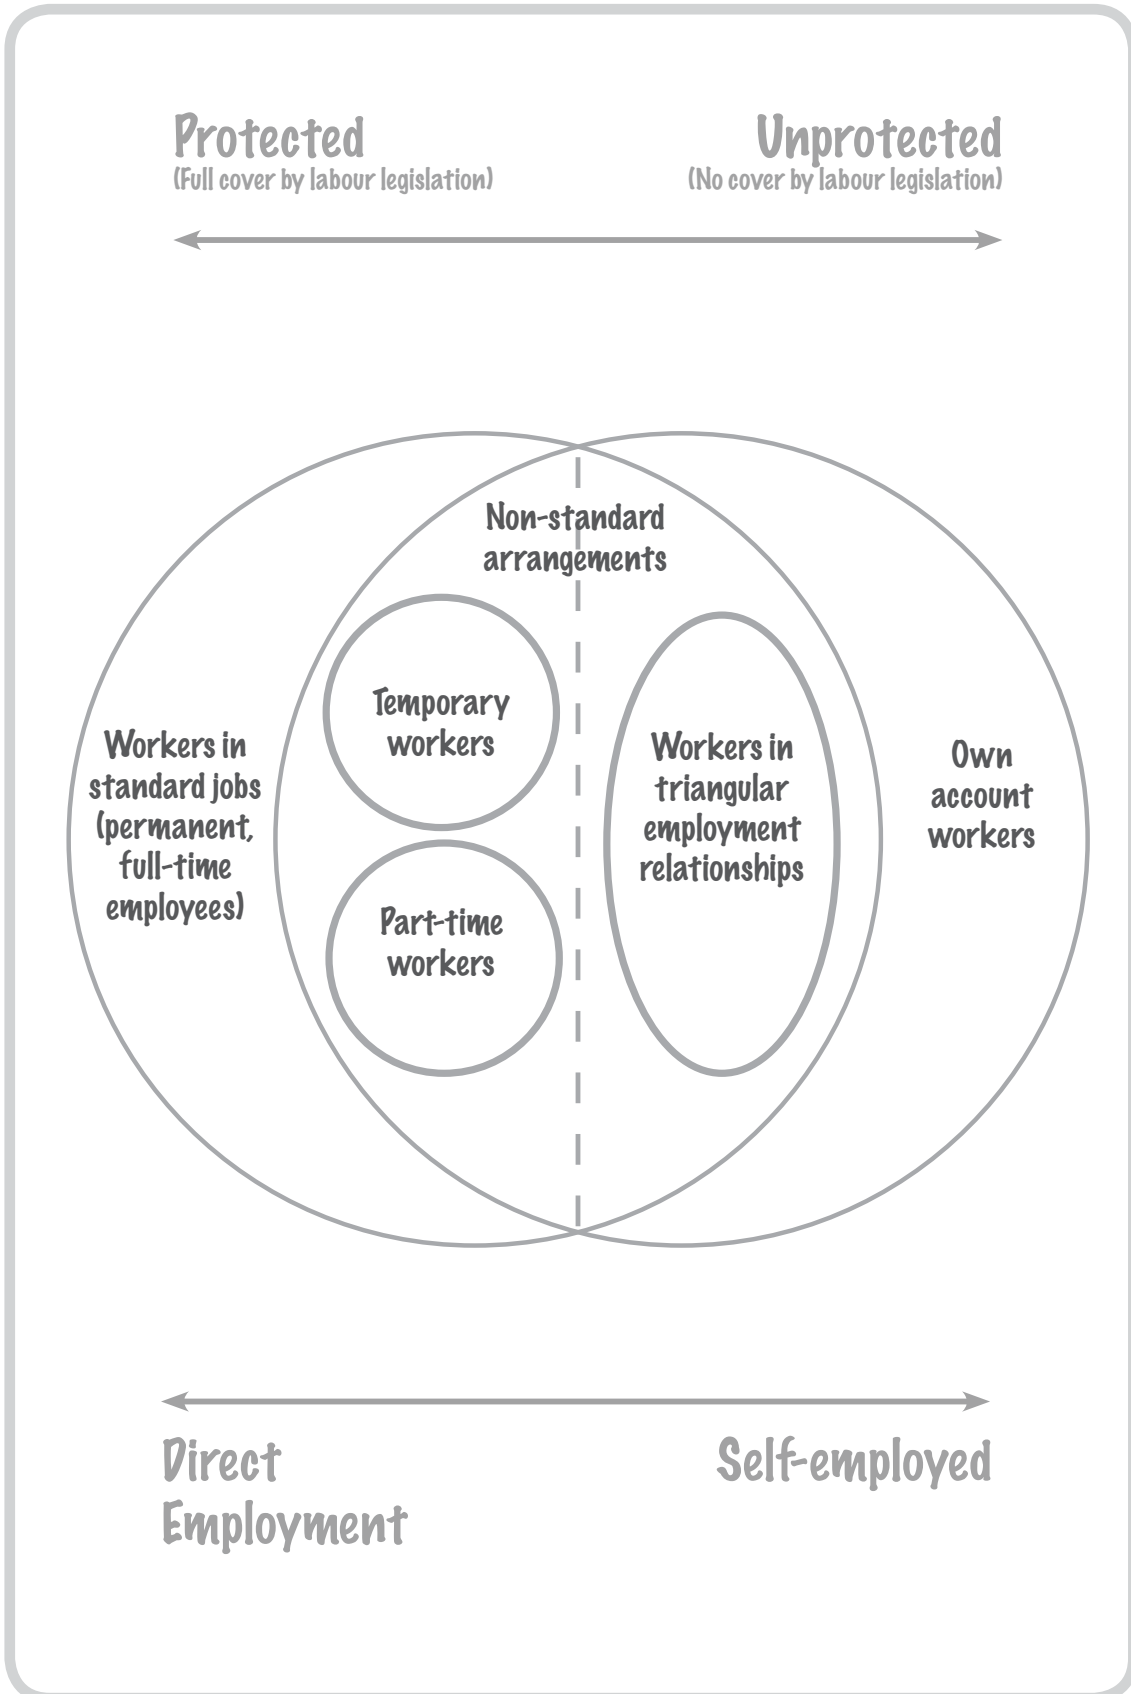 Protected
(Full cover by labour legislation)
Unprotected
(No cover by labour legislation)
Non-standard
arrangements
Workers in
standard jobs
(permanent,
full-time
employees)
Temporary
workers
Part-time
workers
Workers in
triangular
employment
relationships
Own
account
workers
Direct
Employment
Self-employed